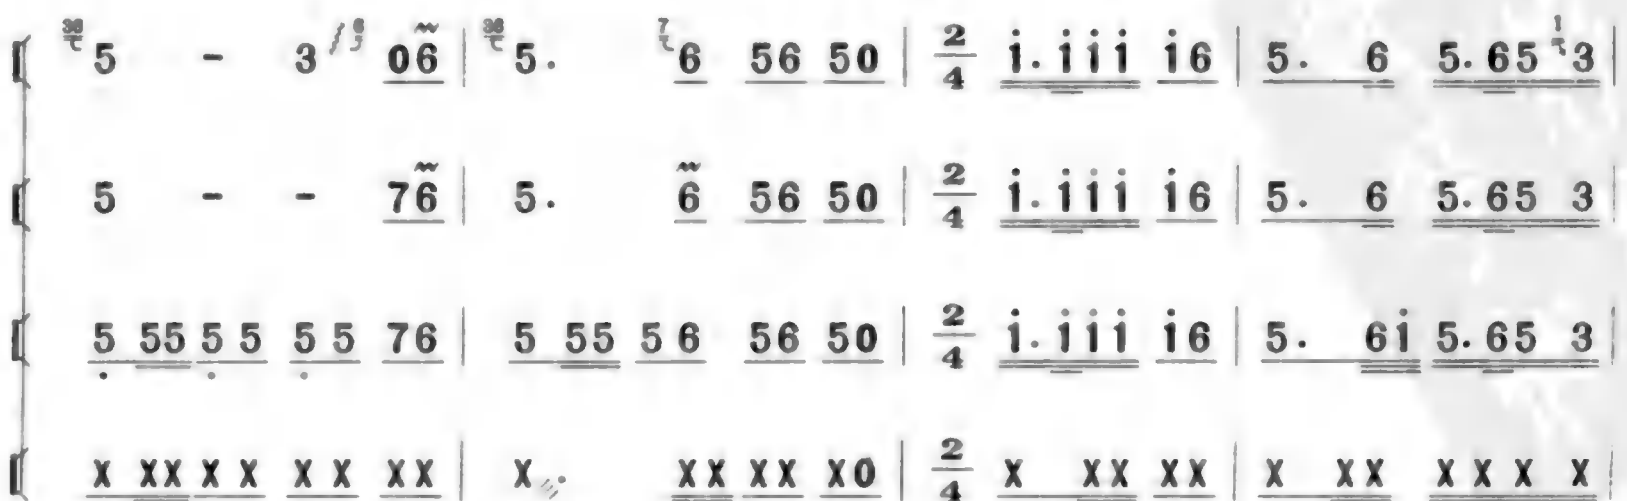 5 - 3 06 | 5. 6 56 50 | 2/4 i.iii i6 | 5. 6 5.65 3 |
5 - - 76 | 5. 6 56 50 | 2/4 i.iii i6 | 5. 6 5.65 3 |
5 55 5 5 5 5 76 | 5 55 56 56 50 | 2/4 i.iii i6 | 5. 6i 5.65 3 |
X XX X X X X XX | X XX XX X0 | 2/4 X XX XX | X XX X X X X |